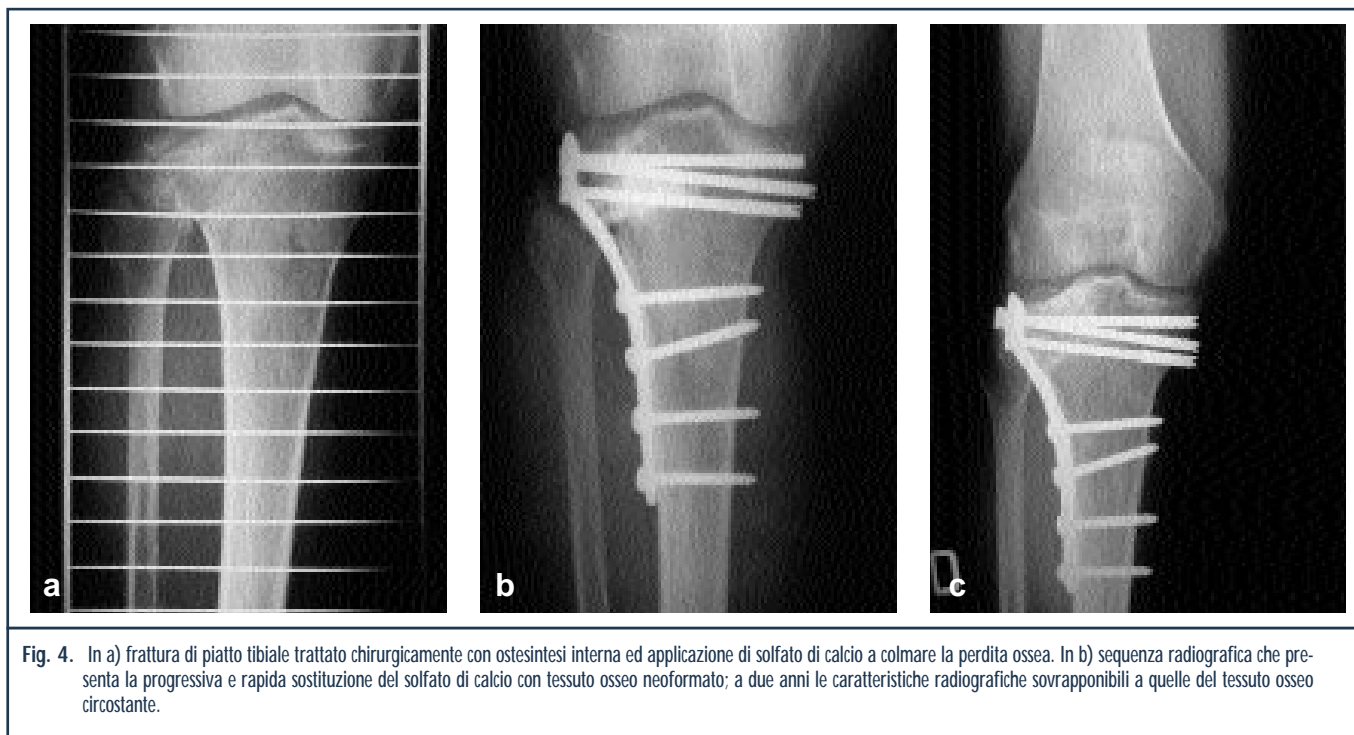 a
b
c
D
Fig. 4. In a) frattura di piatto tibiale trattato chirurgicamente con ostesintesi interna ed applicazione di solfato di calcio a colmare la perdita ossea. In b) sequenza radiografica che pre-
senta la progressiva e rapida sostituzione del solfato di calcio con tessuto osseo neoformato; a due anni le caratteristiche radiografiche sovrapponibili a quelle del tessuto osseo
circostante.